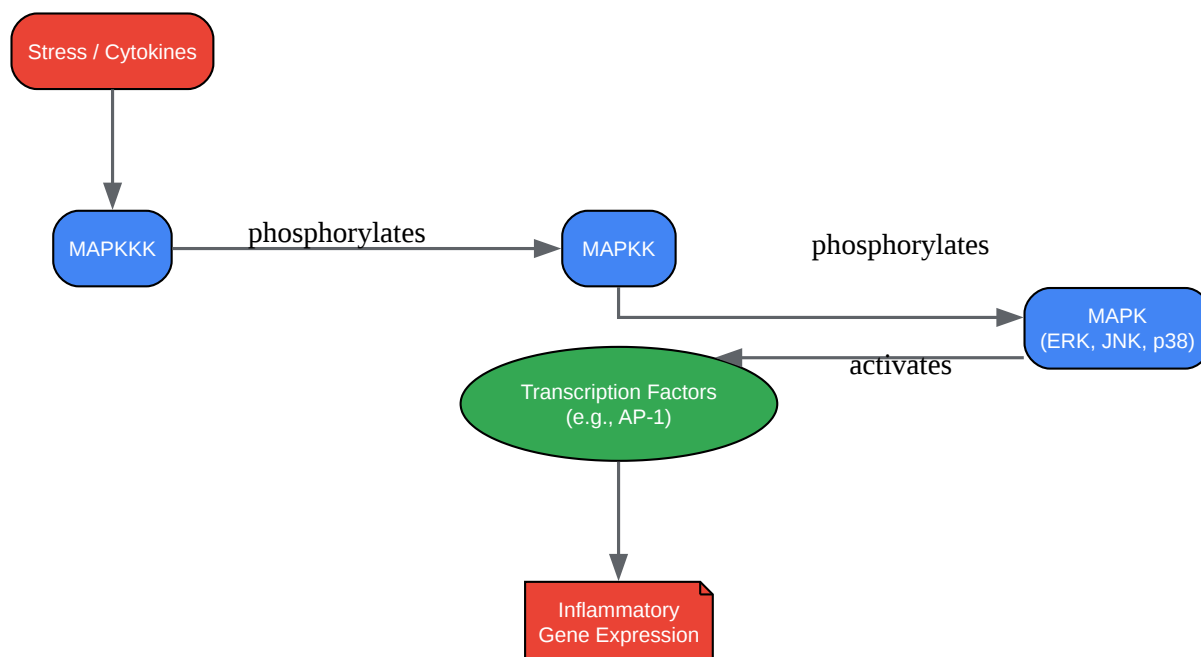 Stress / Cytokines
MAPKKK
phosphorylates
MAPKK
phosphorylates
MAPK
(ERK, JNK, p38)
activates
Transcription Factors
(e.g., AP-1)
Inflammatory
Gene Expression